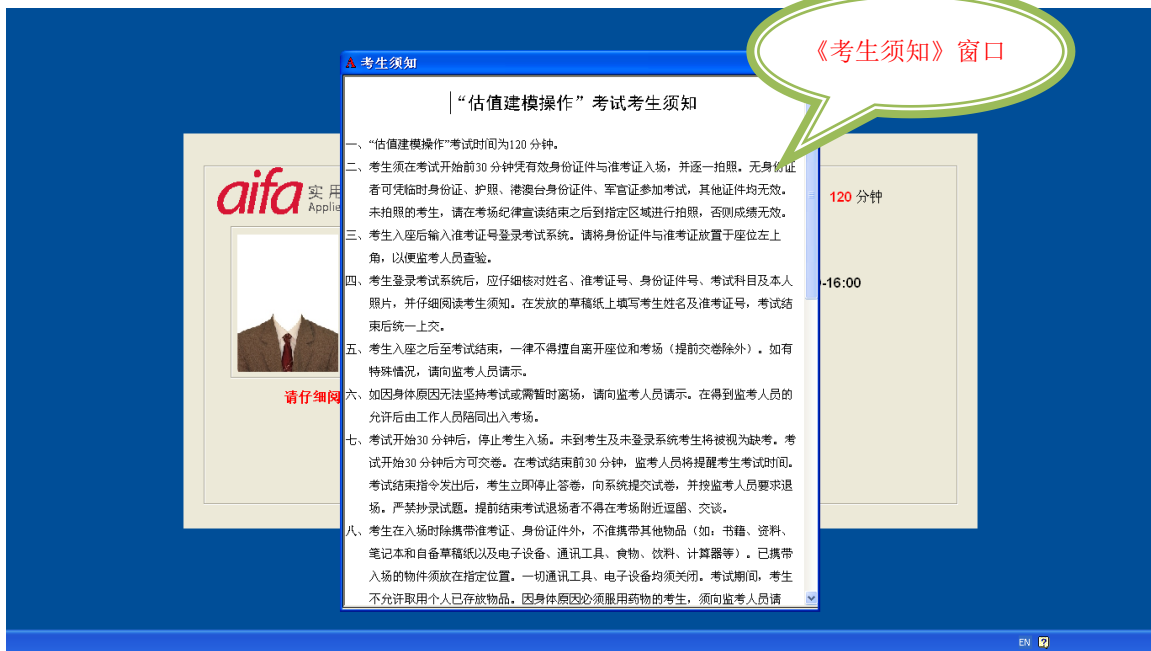 《考生须知》窗口
考生须知
“估值建模操作”考试考生须知
一、“估值建模操作”考试时间为120 分钟。
二、考生须在考试开始前30 分钟凭有效身份证件与准考证入场，并逐一拍照。无身份证
者可凭临时身份证、护照、港澳台身份证件、军官证参加考试，其他证件均无效。
未拍照的考生，请在考场纪律宣读结束之后到指定区域进行拍照，否则成绩无效。
三、考生入座后输入准考证号登录考试系统。请将身份证件与准考证放置于座位左上
角，以便监考人员查验。
四、考生登录考试系统后，应仔细核对姓名、准考证号、身份证件号、考试科目及本人
照片，并仔细阅读考生须知。在发放的草稿纸上填写考生姓名及准考证号，考试结
束后统一上交。
五、考生入座之后至考试结束，一律不得擅自离开座位和考场（提前交卷除外）。如有
特殊情况，请向监考人员请示。
六、如因身体原因无法坚持考试或需暂时离场，请向监考人员请示。在得到监考人员的
允许后由工作人员陪同出入考场。
七、考试开始30 分钟后，停止考生入场。未到考生及未登录系统考生将被视为缺考。考
试开始30 分钟后方可交卷。在考试结束前30 分钟，监考人员将提醒考生考试时间。
考试结束指令发出后，考生立即停止答卷，向系统提交试卷，并按监考人员要求退
场。严禁抄录试题。提前结束考试退场者不得在考场附近逗留、交谈。
八、考生在入场时除携带准考证、身份证件外，不准携带其他物品（如：书籍、资料、
笔记本和自备草稿纸以及电子设备、通讯工具、食物、饮料、计算器等）。已携带
入场的物件须放在指定位置。一切通讯工具、电子设备均须关闭。考试期间，考生
不允许取用个人已存放物品。因身体原因必须服用药物的考生，须向监考人员请
aifa 实用
Applie
120 分钟
-16:00
请仔细阅
EN